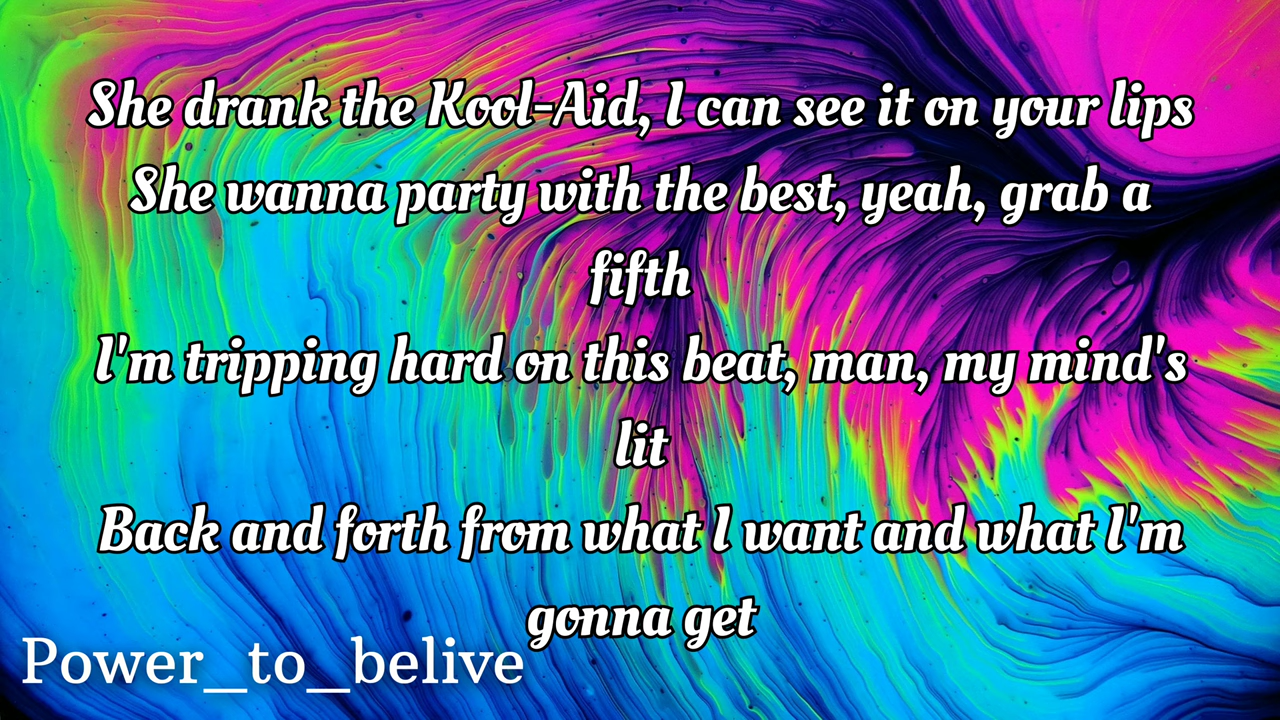 She drank the Kool-Aid, I can see it on your lips
She wanna party with the best, yeah, grab a
fifth
I'm tripping hard on this beat, man, my mind's
lit
Back and forth from what I want and what I'm
gonna get
Power_to_belive